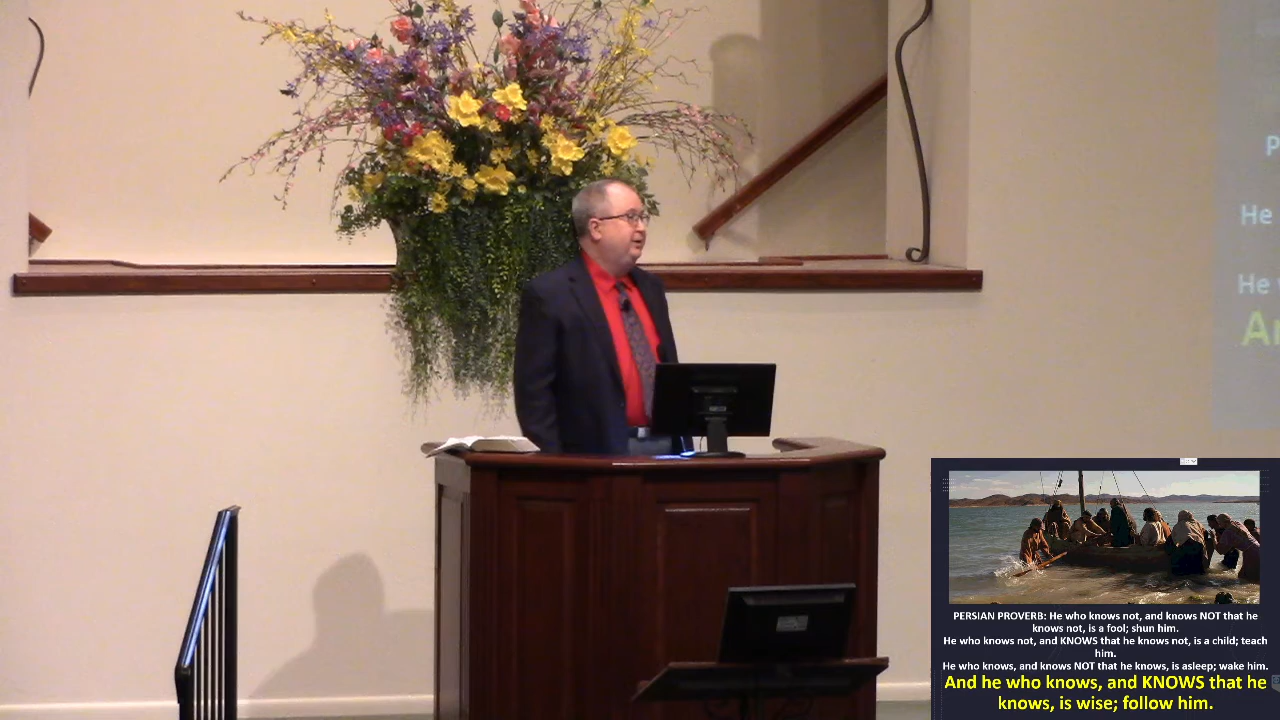 P
He
He
A
PERSIAN PROVERB: He who knows not, and knows NOT that he
knows not, is a fool; shun him.
He who knows not, and KNOWS that he knows not, is a child; teach
him.
He who knows, and knows NOT that he knows, is asleep; wake him.
And he who knows, and KNOWS that he
knows, is wise; follow him.